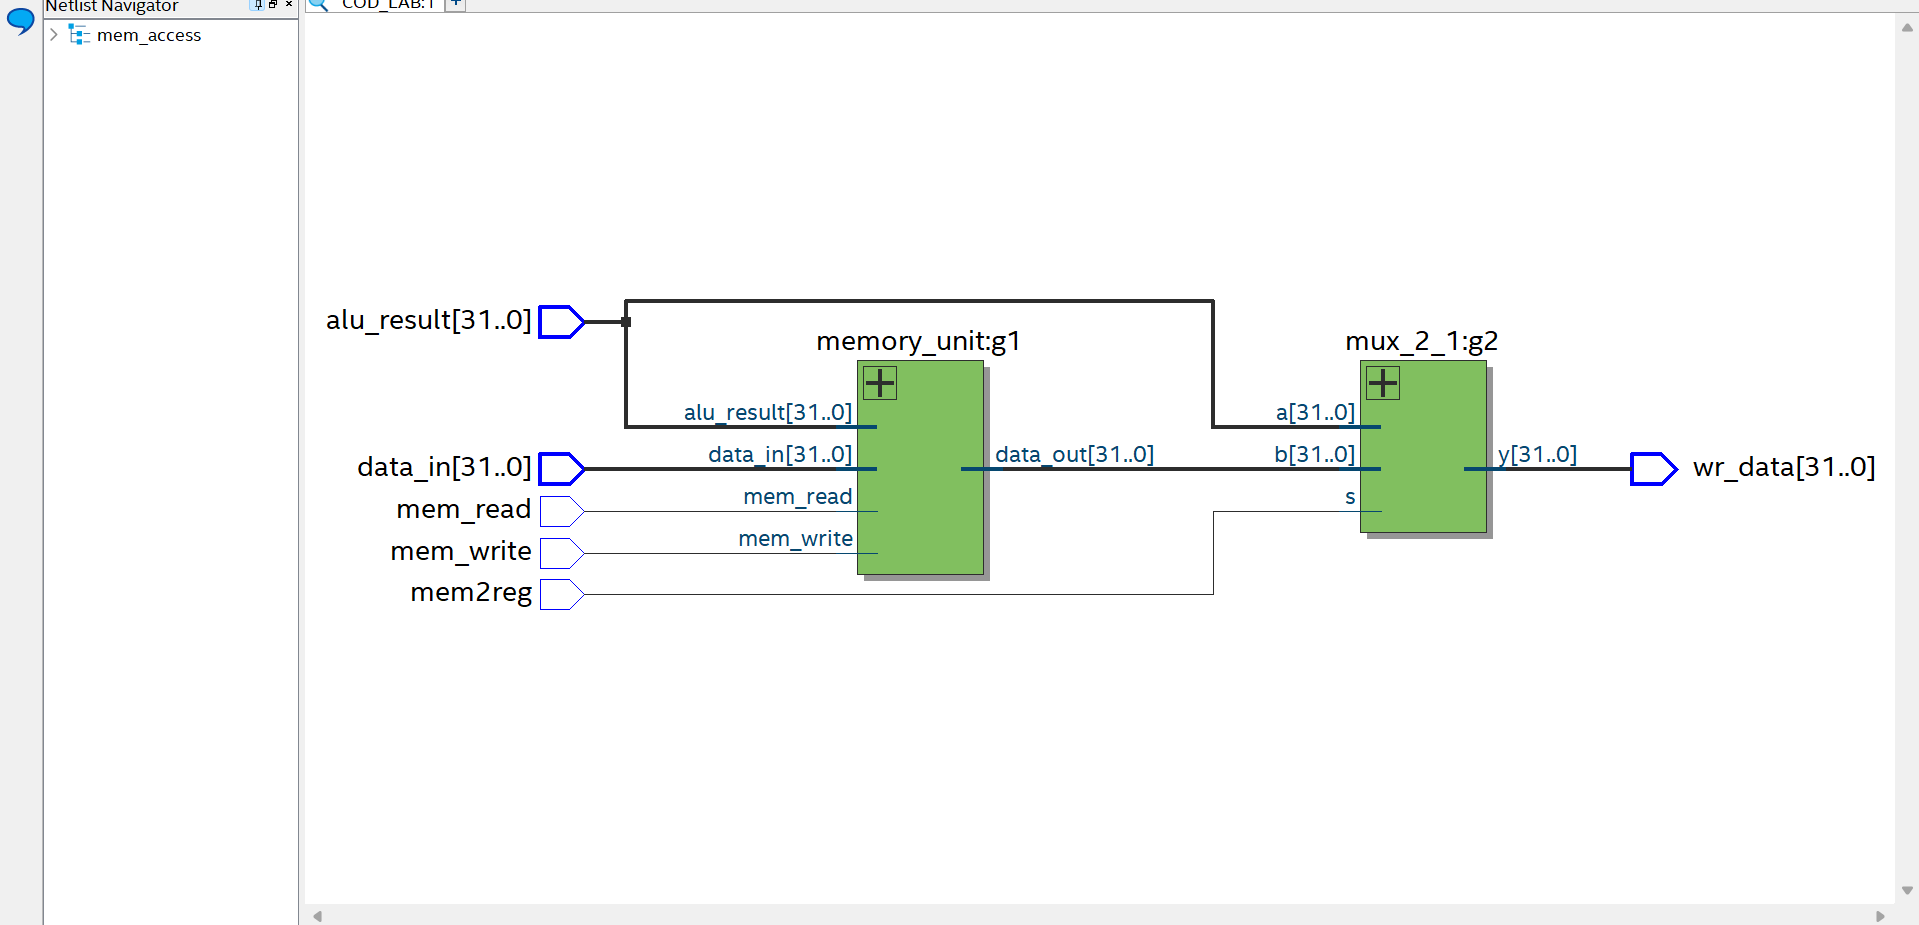 Netlist Navigator
COD_LAB:1
mem_access
alu_result[31..0]
memory_unit:g1
mux_2_1:g2
alu_result[31..0]
a[31..0]
data_in[31..0]
data_in[31..0]
data_out[31..0]
b[31..0]
y[31..0]
wr_data[31..0]
mem_read
mem_read
s
mem_write
mem_write
mem2reg